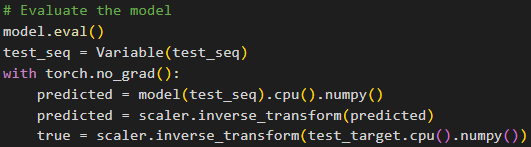 # Evaluate the model
model.eval()
test_seq = Variable(test_seq)
with torch.no_grad():
    predicted = model(test_seq).cpu().numpy()
    predicted = scaler.inverse_transform(predicted)
    true = scaler.inverse_transform(test_target.cpu().numpy())